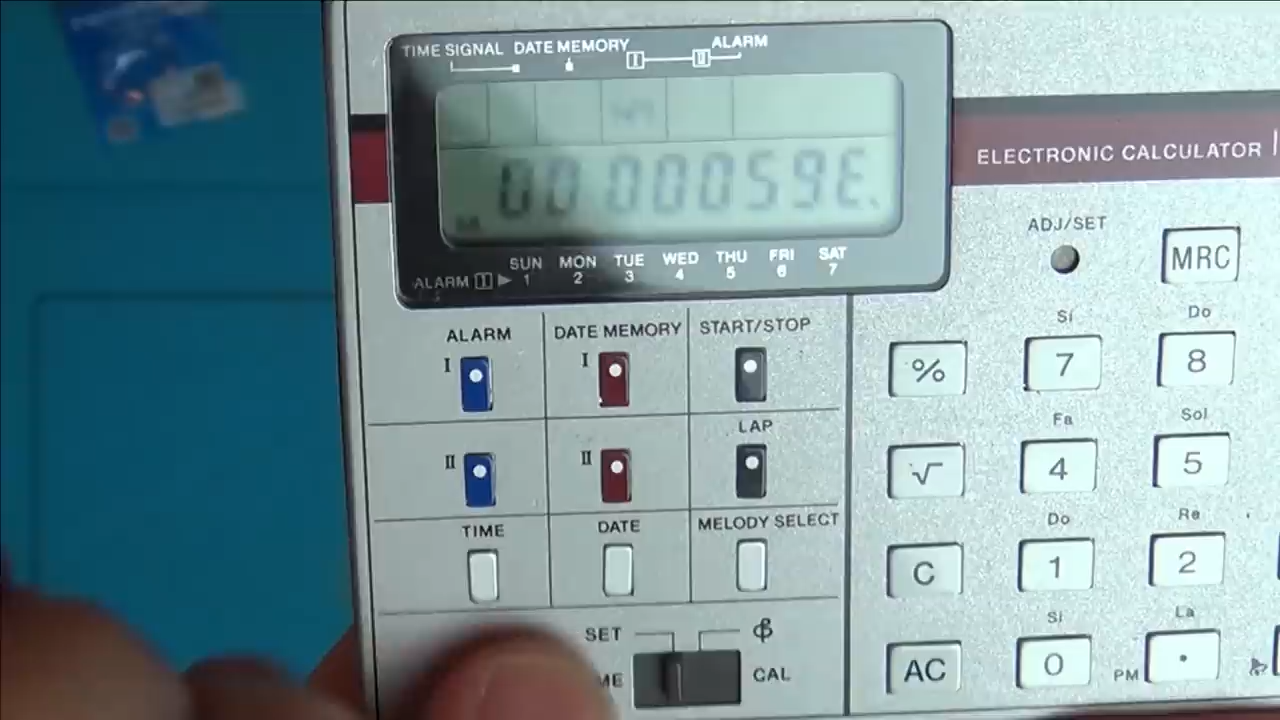 TIME SIGNAL DATE MEMORY I II ALARM
00 000059E.
ALARM I ▶ SUN MON TUE WED THU FRI SAT
1 2 3 4 5 6 7
ELECTRONIC CALCULATOR
ADJ/SET
MRC
ALARM DATE MEMORY START/STOP
I I
LAP
II II
TIME DATE MELODY SELECT
SET
CAL
Si Do
% 7 8
Fa Sol
√ 4 5
Do Re
C 1 2
Si La
AC 0 PM .